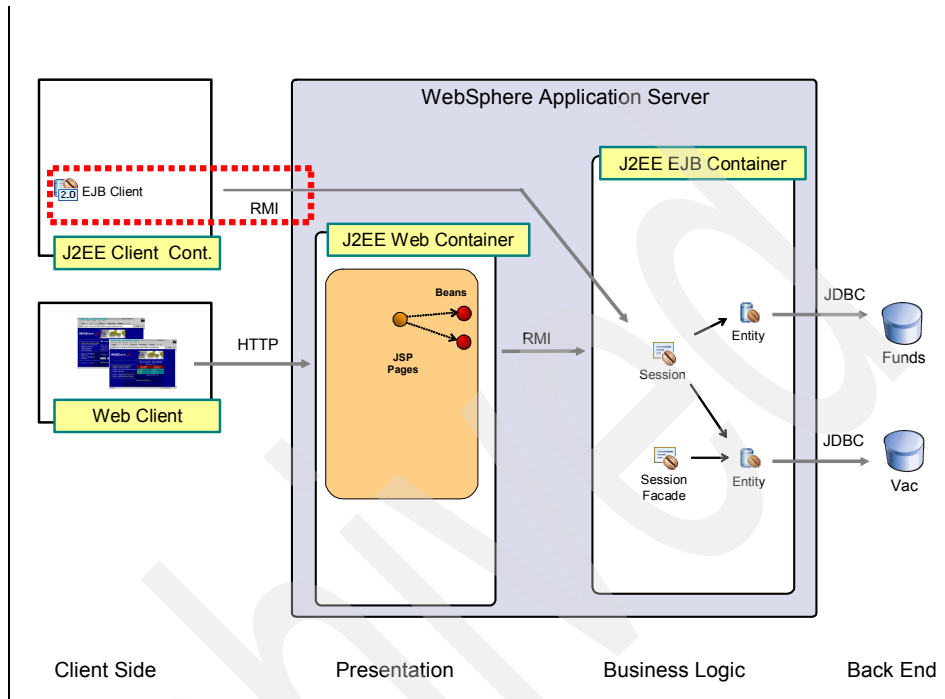 WebSphere Application Server
J2EE EJB Container
2.0
EJB Client
RMI
J2EE Client Cont.
J2EE Web Container
Beans
JSP
Pages
HTTP
Web Client
RMI
Session
Entity
JDBC
Funds
Session
Facade
Entity
JDBC
Vac
Client Side
Presentation
Business Logic
Back End